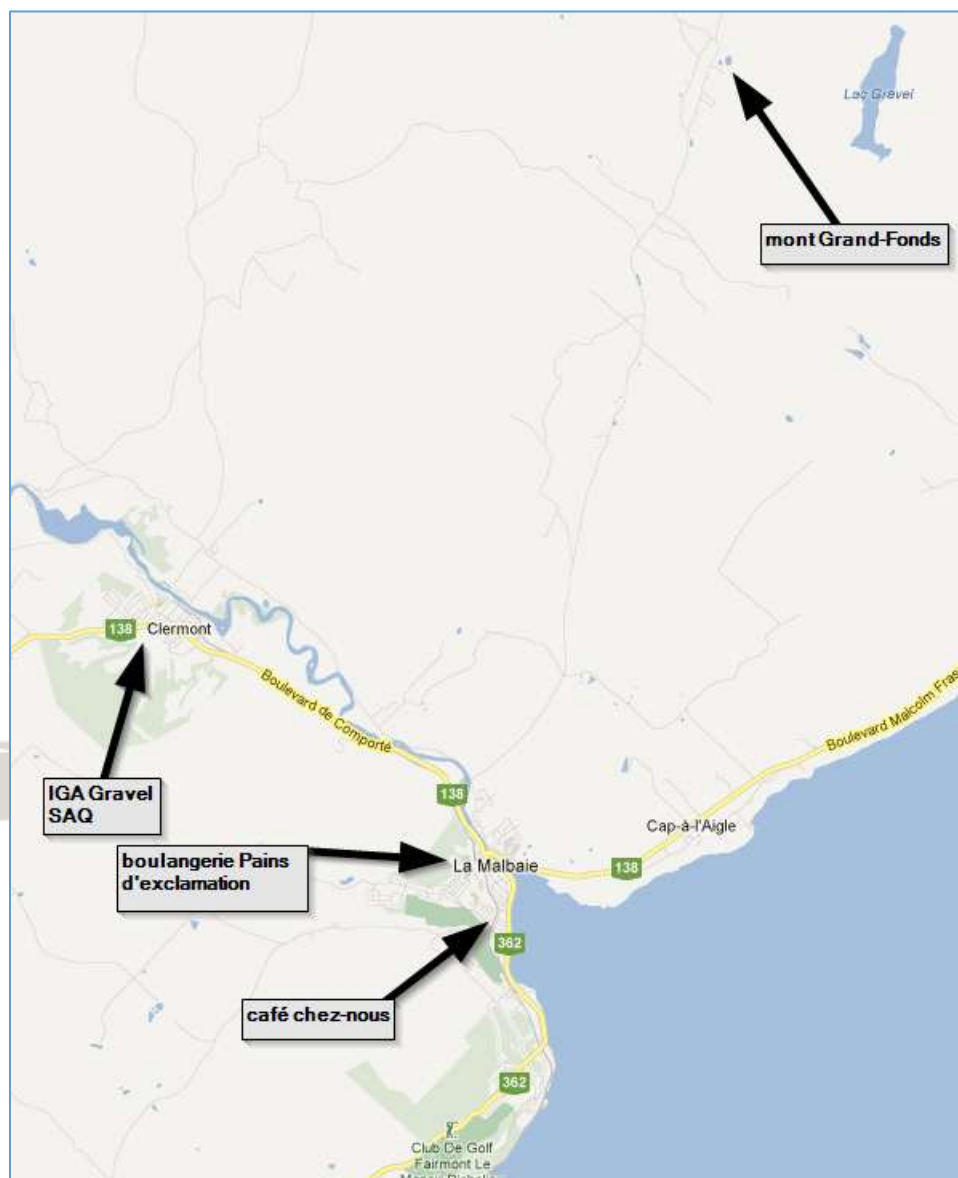 Lac Gravel
mont Grand-Fonds
138
Clermont
Boulevard de Comporté
Boulevard Malcolm Fras
IGA Gravel
SAQ
138
Cap-à-l'Aigle
boulangerie Pains
d'exclamation
La Malbaie
138
362
café chez-nous
362
Club De Golf
Fairmont Le